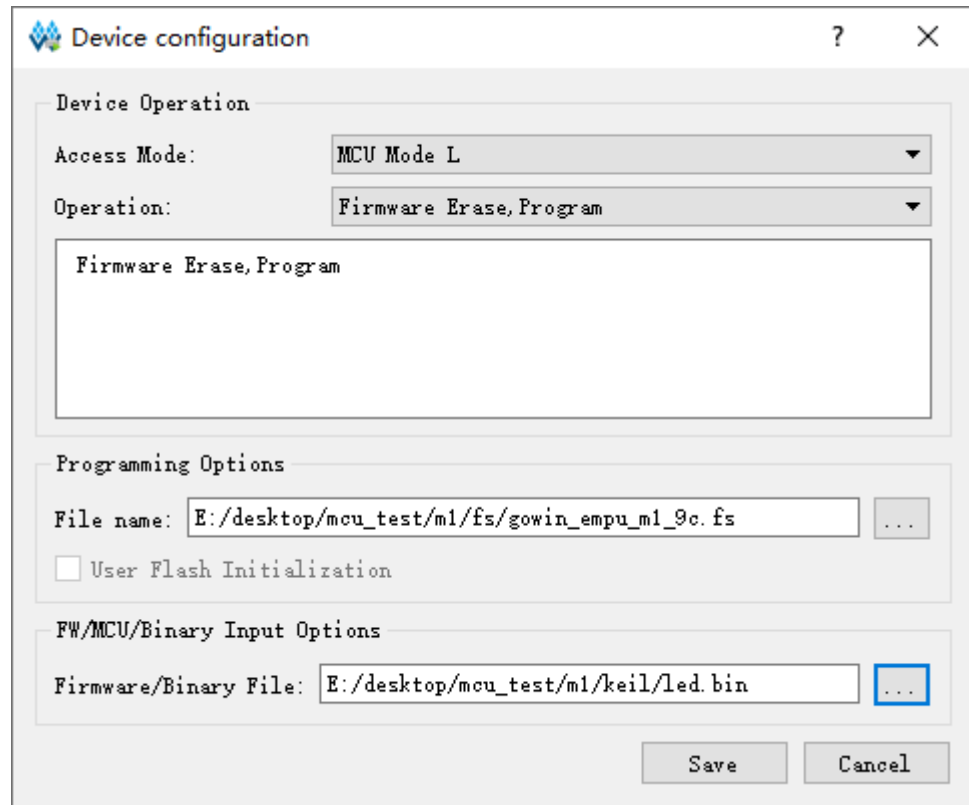 Device configuration
?
Device Operation
Access Mode: MCU Mode L
Operation: Firmware Erase,Program
Firmware Erase,Program
Programming Options
File name: E:/desktop/mcu_test/m1/fs/gowin_empu_m1_9c.fs ...
User Flash Initialization
FW/MCU/Binary Input Options
Firmware/Binary File: E:/desktop/mcu_test/m1/keil/led.bin ...
Save Cancel